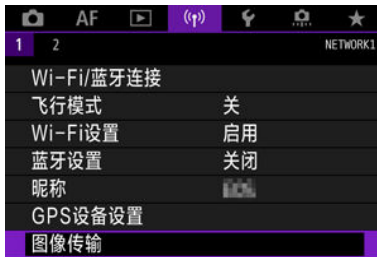 AF
1 2 NETWORK1
Wi-Fi/蓝牙连接
飞行模式 关
Wi-Fi设置 启用
蓝牙设置 关闭
昵称
GPS设备设置
图像传输